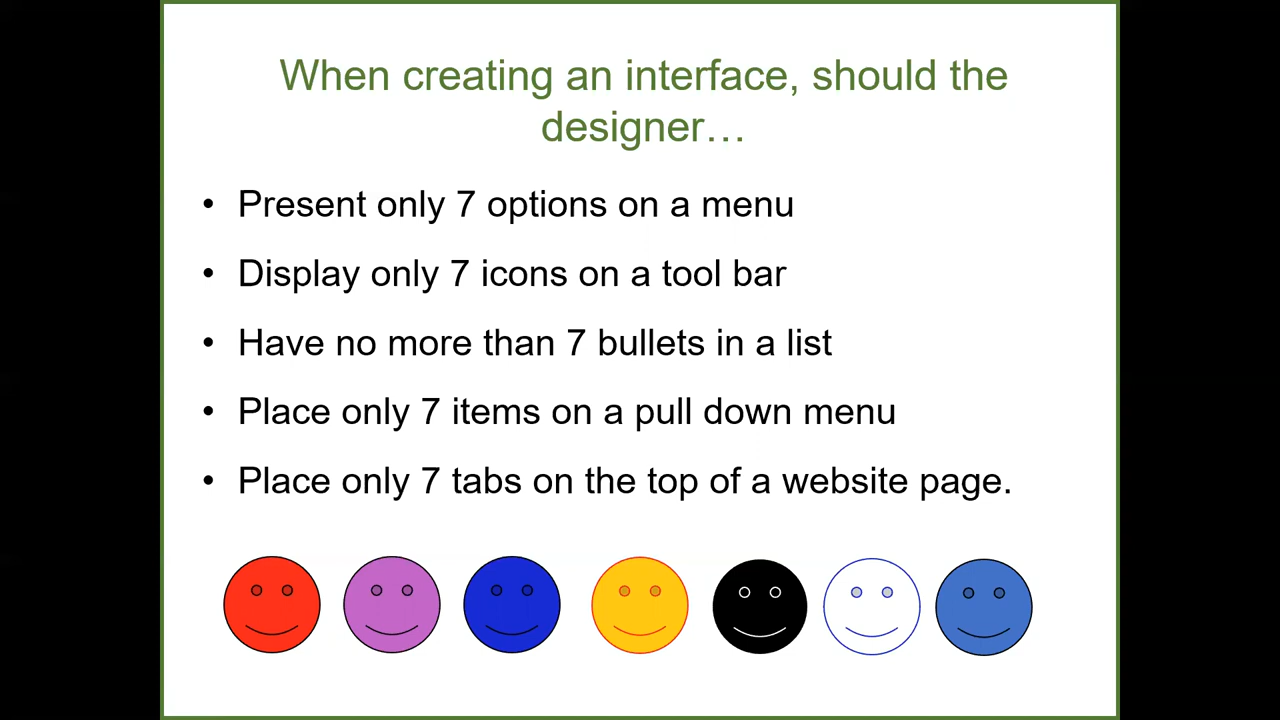 When creating an interface, should the
designer…
• Present only 7 options on a menu
• Display only 7 icons on a tool bar
• Have no more than 7 bullets in a list
• Place only 7 items on a pull down menu
• Place only 7 tabs on the top of a website page.